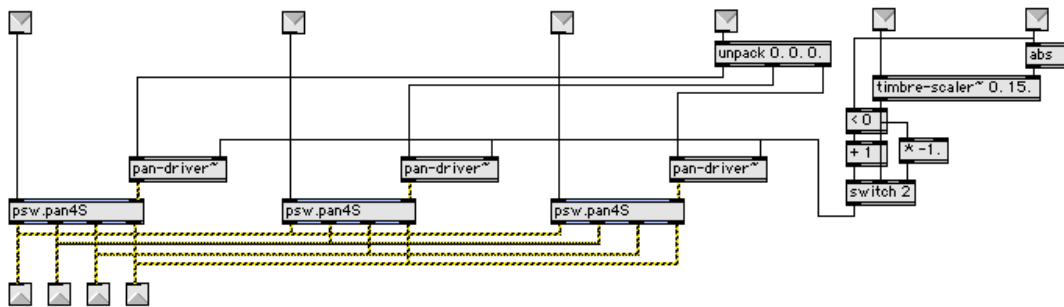 unpack 0. 0. 0.
abs
timbre-scaler~ 0. 15.
< 0
+ 1
* -1.
pan-driver~
pan-driver~
pan-driver~
switch 2
psw.pan4S
psw.pan4S
psw.pan4S